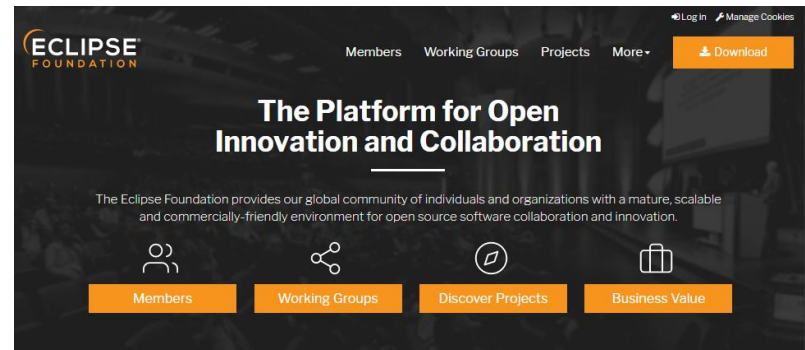 Log in Manage Cookies
ECLIPSE
FOUNDATION
Members Working Groups Projects More
Download
The Platform for Open
Innovation and Collaboration
The Eclipse Foundation provides our global community of individuals and organizations with a mature, scalable
and commercially-friendly environment for open source software collaboration and innovation.
Members Working Groups Discover Projects Business Value